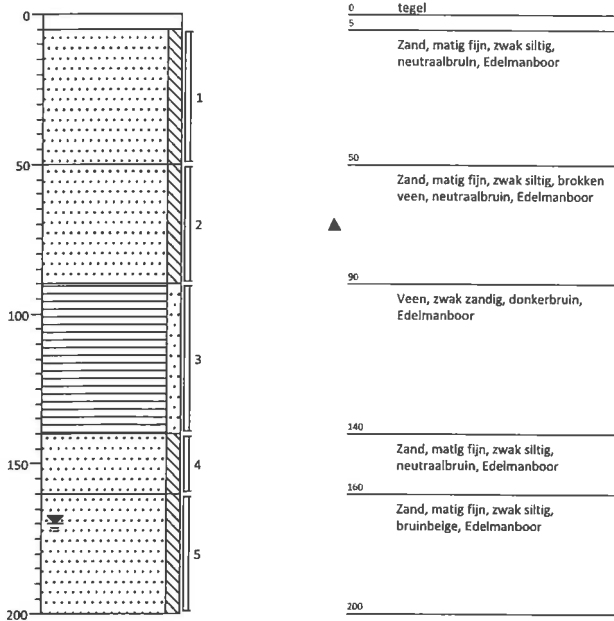 0
50
100
150
200
1
2
3
4
5
0 tegel
5
Zand, matig fijn, zwak siltig,
neutraalbruin, Edelmanboor
50
Zand, matig fijn, zwak siltig, brokken
veen, neutraalbruin, Edelmanboor
90
Veen, zwak zandig, donkerbruin,
Edelmanboor
140
Zand, matig fijn, zwak siltig,
neutraalbruin, Edelmanboor
160
Zand, matig fijn, zwak siltig,
bruinbeige, Edelmanboor
200